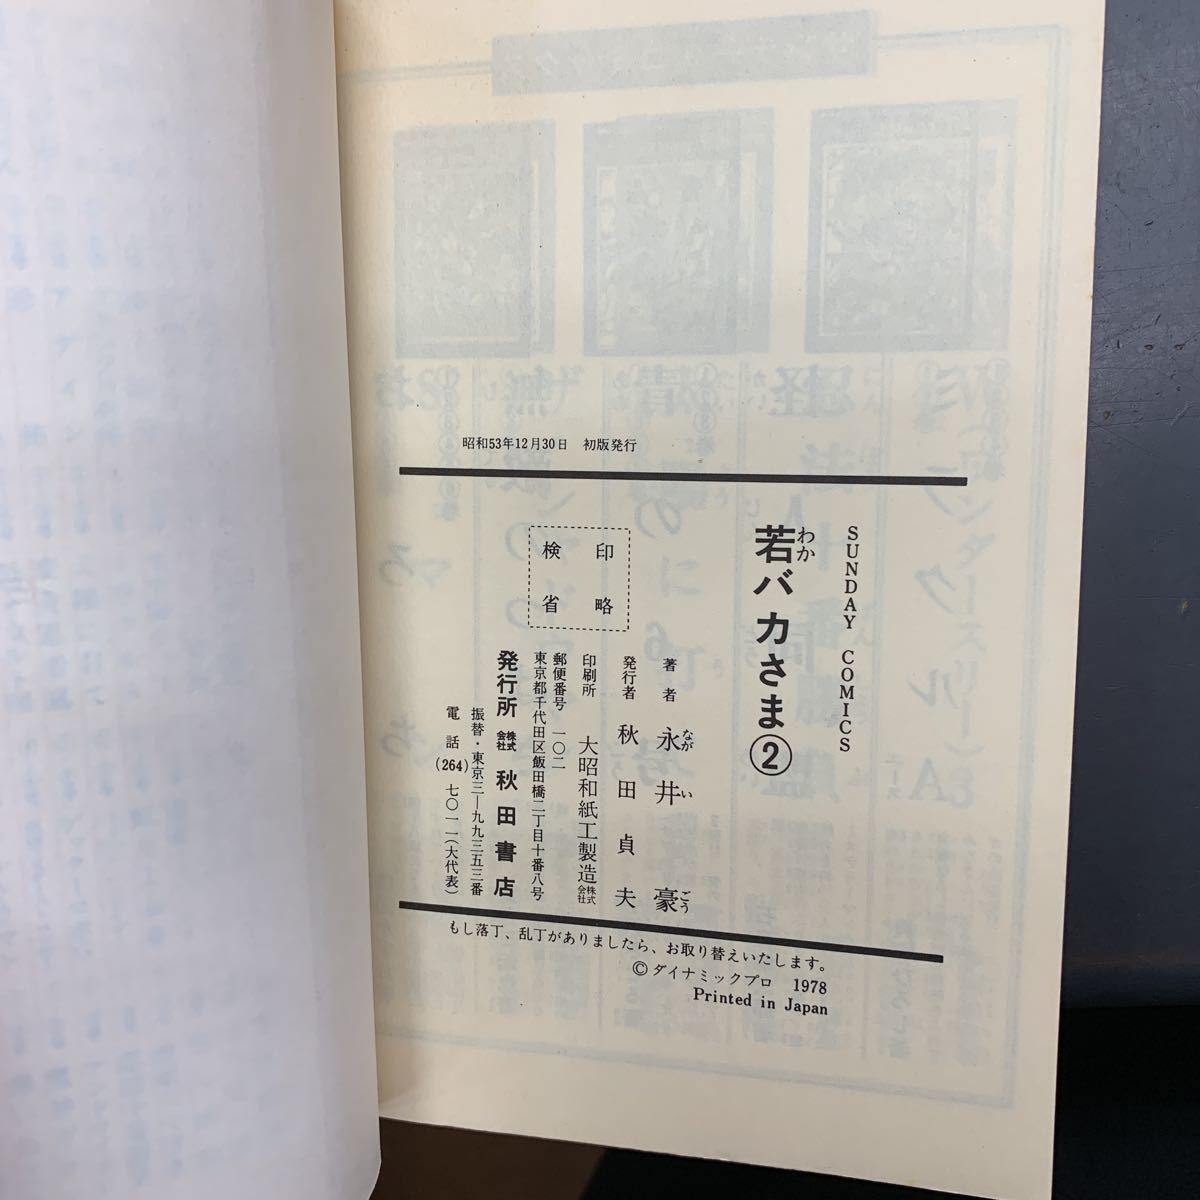 昭和53年12月30日　初版発行
SUNDAY COMICS
若バカさま②
わか
著者　永井豪
ながいごう
発行者　秋田貞夫
印刷所　大昭和紙工製造株式会社
検印省略
郵便番号　一〇二
東京都千代田区飯田橋二丁目十番八号
発行所　株式会社　秋田書店
振替・東京三—九九三五三番
電話(264)七〇一一(大代表)
もし落丁、乱丁がありましたら、お取り替えいたします。
©ダイナミックプロ　1978
Printed in Japan